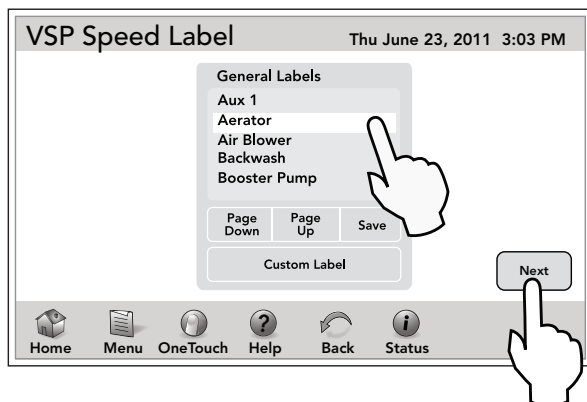 VSP Speed Label Thu June 23, 2011 3:03 PM
General Labels
Aux 1
Aerator
Air Blower
Backwash
Booster Pump
Page Down
Page Up
Save
Custom Label
Next
Home Menu OneTouch Help Back Status